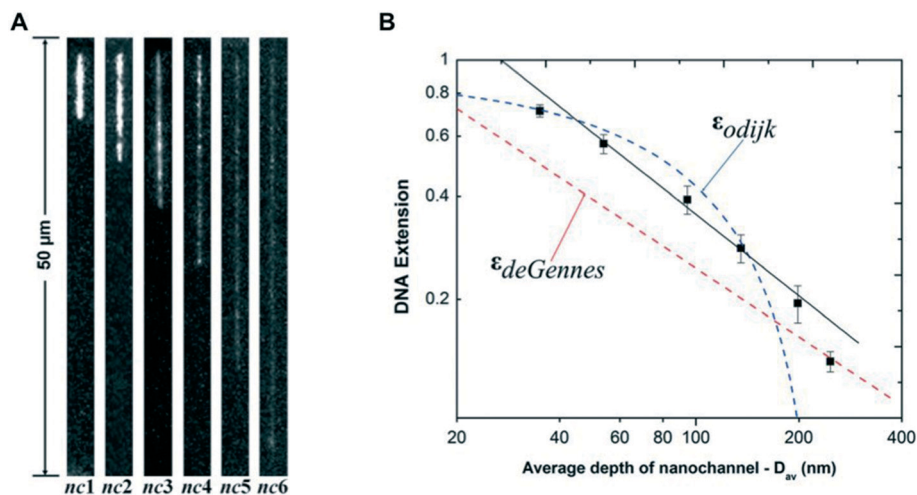 A
50 µm
nc1 nc2 nc3 nc4 nc5 nc6
B
DNA Extension
1
0.8
0.6
0.4
0.2
εodijk
εdeGennes
20 40 60 80 100 200 400
Average depth of nanochannel - Dav (nm)